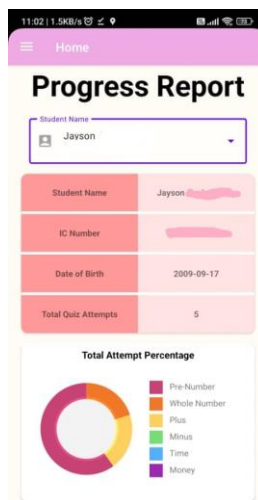 11:02 | 1.5KB/s
Home
Progress Report
Student Name
Jayson
Student Name Jayson
IC Number
Date of Birth 2009-09-17
Total Quiz Attempts 5
Total Attempt Percentage
Pre-Number
Whole Number
Plus
Minus
Time
Money